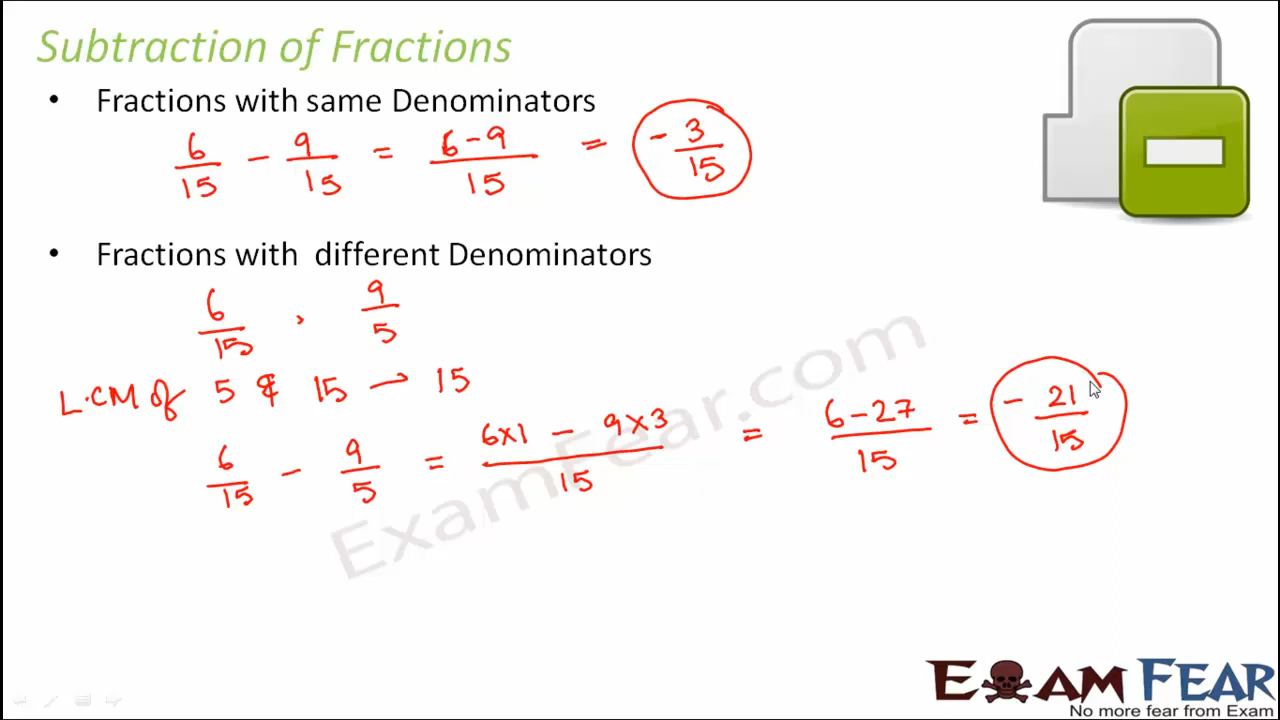 Subtraction of Fractions
• Fractions with same Denominators
6/15 - 9/15 = 6-9/15 = -3/15
• Fractions with different Denominators
6/15 , 9/5
L.CM of 5 & 15 → 15
6/15 - 9/5 = 6×1 - 9×3/15 = 6-27/15 = -21/15
ExamFear.com
EXAM FEAR
No more fear from Exam